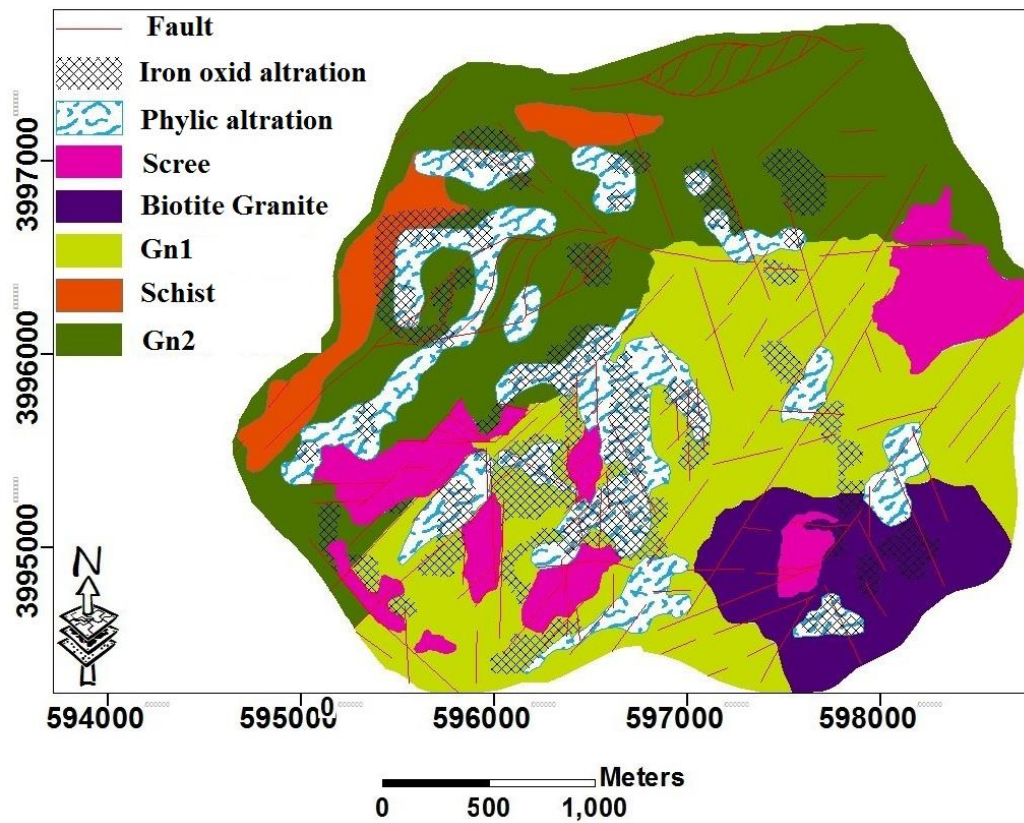 Fault
Iron oxid altration
Phylic altration
Scree
Biotite Granite
Gn1
Schist
Gn2
3997000
3996000
3995000
N
594000
595000
596000
597000
598000
Meters
0 500 1,000